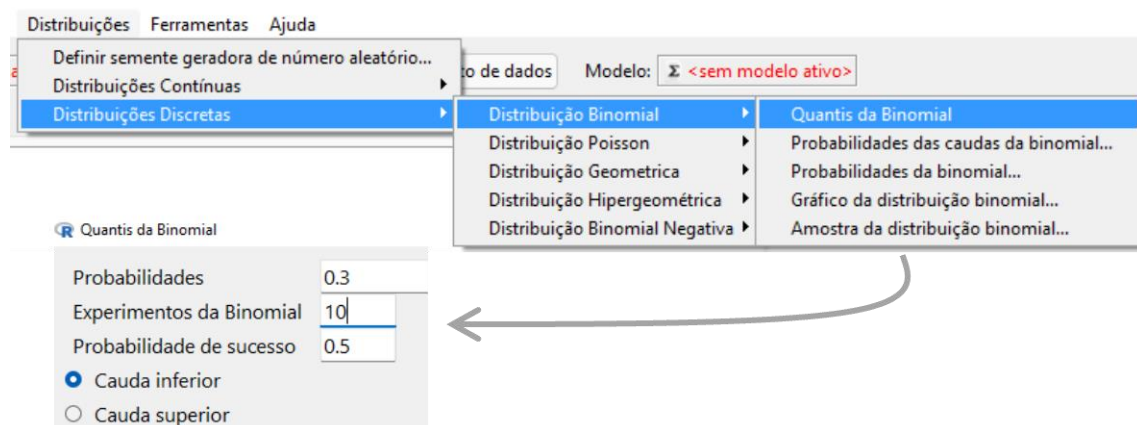 Distribuições Ferramentas Ajuda
Definir semente geradora de número aleatório...
Distribuições Contínuas
Distribuições Discretas
to de dados Modelo: Σ <sem modelo ativo>
Distribuição Binomial
Distribuição Poisson
Distribuição Geometrica
Distribuição Hipergeométrica
Distribuição Binomial Negativa
Quantis da Binomial
Probabilidades das caudas da binomial...
Probabilidades da binomial...
Gráfico da distribuição binomial...
Amostra da distribuição binomial...
R Quantis da Binomial
Probabilidades 0.3
Experimentos da Binomial 10
Probabilidade de sucesso 0.5
Cauda inferior
Cauda superior